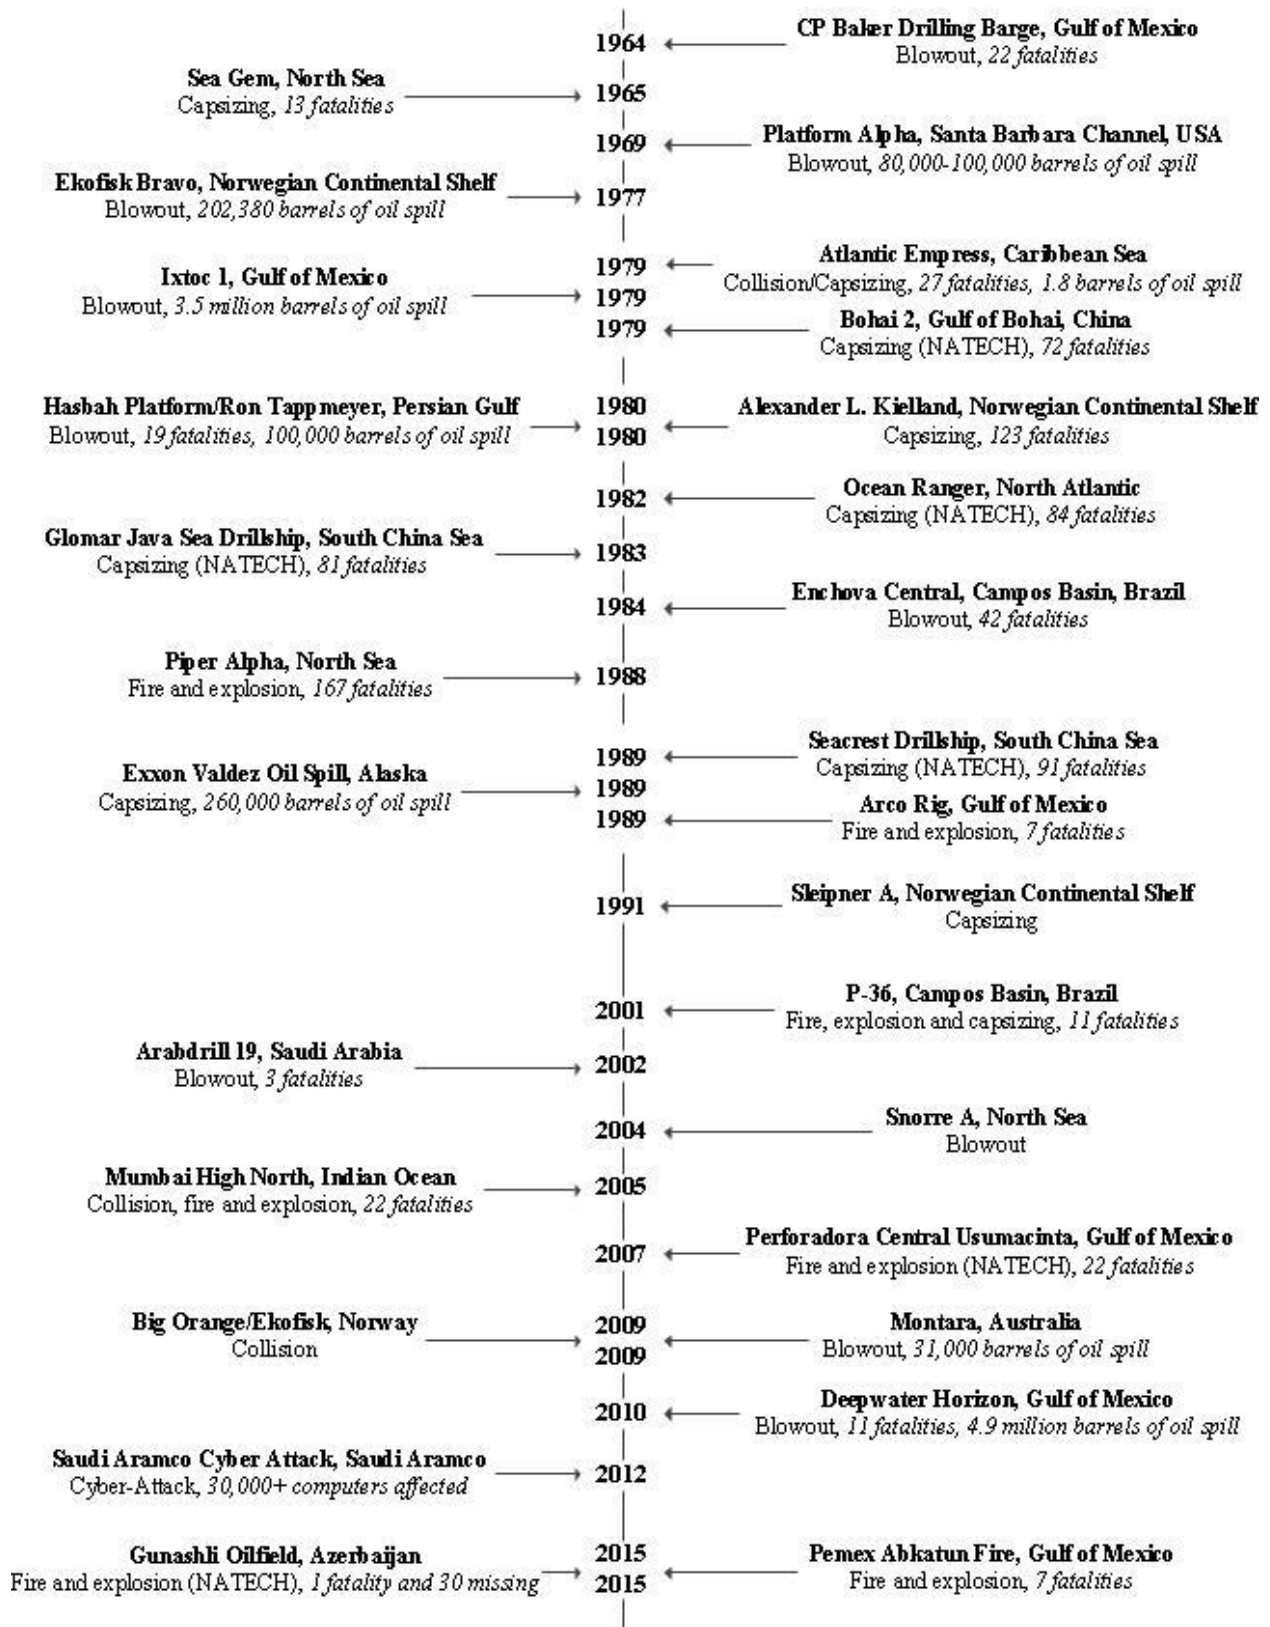 1964
CP Baker Drilling Barge, Gulf of Mexico
Blowout, 22 fatalities
Sea Gem, North Sea
Capsizing, 13 fatalities
1965
1969
Platform Alpha, Santa Barbara Channel, USA
Blowout, 80,000-100,000 barrels of oil spill
Ekofisk Bravo, Norwegian Continental Shelf
Blowout, 202,380 barrels of oil spill
1977
1979
Atlantic Empress, Caribbean Sea
Collision/Capsizing, 27 fatalities, 1.8 barrels of oil spill
Ixtoc 1, Gulf of Mexico
Blowout, 3.5 million barrels of oil spill
1979
1979
Bohai 2, Gulf of Bohai, China
Capsizing (NATECH), 72 fatalities
Hasbah Platform/Ron Tappmeyer, Persian Gulf
Blowout, 19 fatalities, 100,000 barrels of oil spill
1980
1980
Alexander L. Kielland, Norwegian Continental Shelf
Capsizing, 123 fatalities
1982
Ocean Ranger, North Atlantic
Capsizing (NATECH), 84 fatalities
Glomar Java Sea Drillship, South China Sea
Capsizing (NATECH), 81 fatalities
1983
1984
Enchova Central, Campos Basin, Brazil
Blowout, 42 fatalities
Piper Alpha, North Sea
Fire and explosion, 167 fatalities
1988
1989
Seacrest Drillship, South China Sea
Capsizing (NATECH), 91 fatalities
Exxon Valdez Oil Spill, Alaska
Capsizing, 260,000 barrels of oil spill
1989
1989
Arco Rig, Gulf of Mexico
Fire and explosion, 7 fatalities
1991
Sleipner A, Norwegian Continental Shelf
Capsizing
2001
P-36, Campos Basin, Brazil
Fire, explosion and capsizing, 11 fatalities
Arabdrill 19, Saudi Arabia
Blowout, 3 fatalities
2002
2004
Snorre A, North Sea
Blowout
Mumbai High North, Indian Ocean
Collision, fire and explosion, 22 fatalities
2005
2007
Perforadora Central Usumacinta, Gulf of Mexico
Fire and explosion (NATECH), 22 fatalities
Big Orange/Ekofisk, Norway
Collision
2009
2009
Montara, Australia
Blowout, 31,000 barrels of oil spill
2010
Deepwater Horizon, Gulf of Mexico
Blowout, 11 fatalities, 4.9 million barrels of oil spill
Saudi Aramco Cyber Attack, Saudi Aramco
Cyber-Attack, 30,000+ computers affected
2012
Gunashli Oilfield, Azerbaijan
Fire and explosion (NATECH), 1 fatality and 30 missing
2015
2015
Pemex Abkatun Fire, Gulf of Mexico
Fire and explosion, 7 fatalities